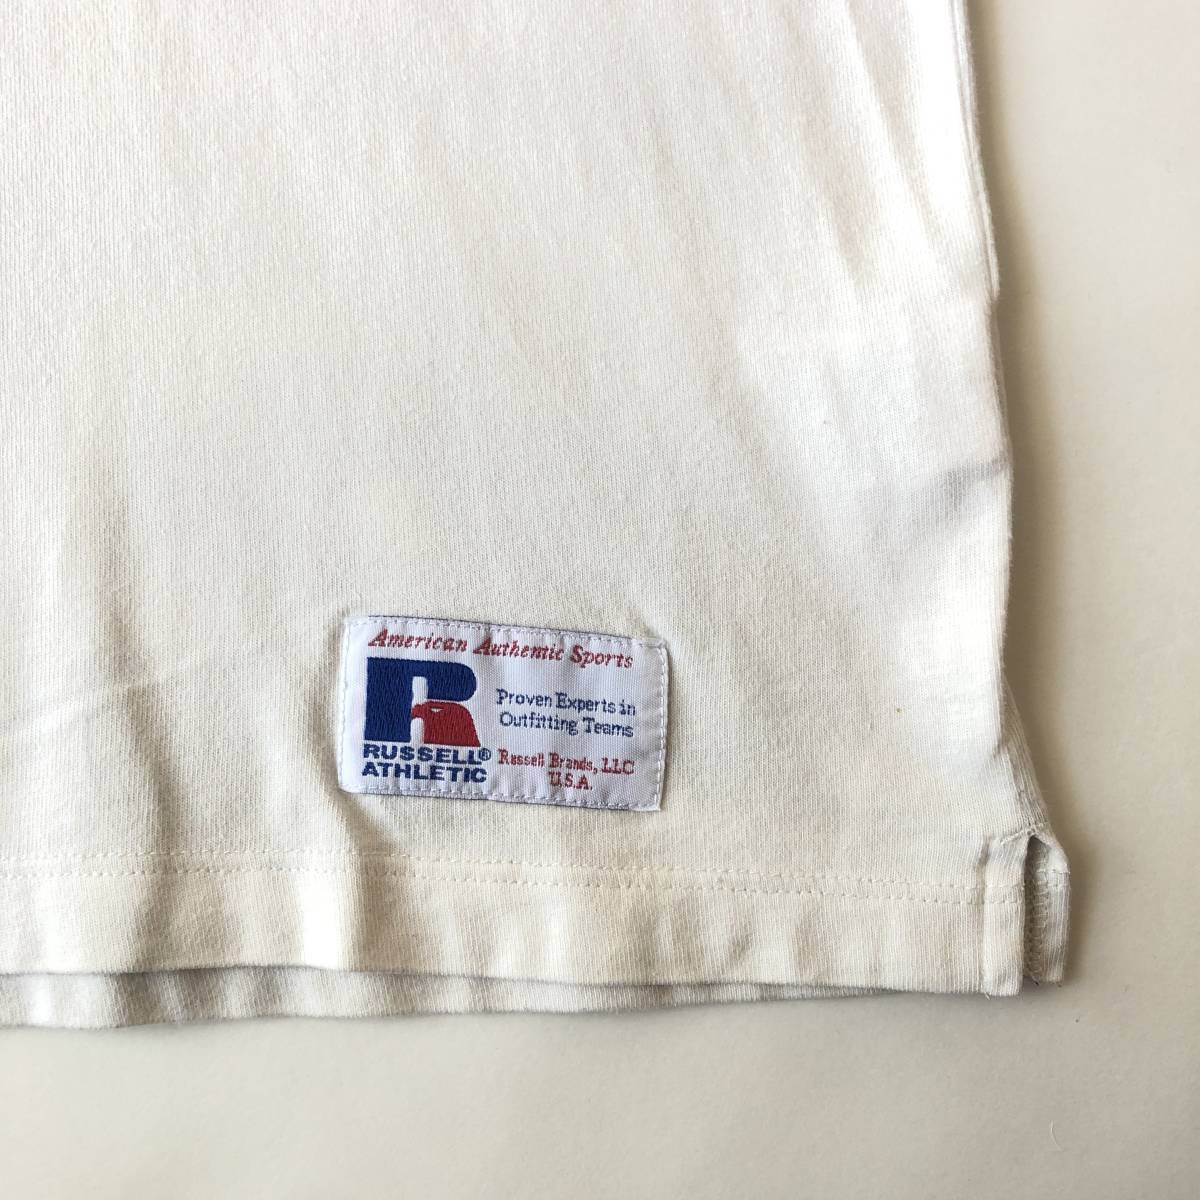 American Authentic Sports
R
Proven Experts in
Outfitting Teams
RUSSELL®
ATHLETIC
Russell Brands, LLC
U.S.A.